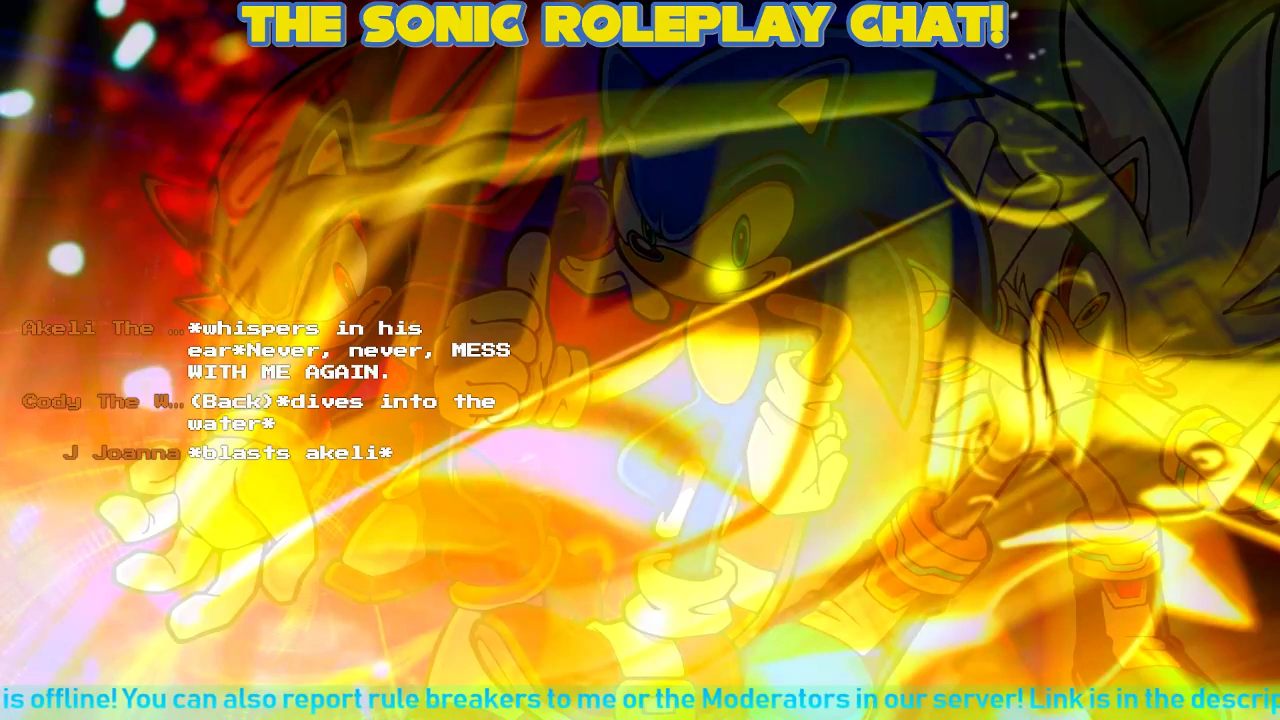 THE SONIC ROLEPLAY CHAT!
Akeli The ... *whispers in his
ear*Never, never, MESS
WITH ME AGAIN.
Cody The W... (Back)*dives into the
water*
J Joanna *blasts akeli*
is offline! You can also report rule breakers to me or the Moderators in our server! Link is in the descrip